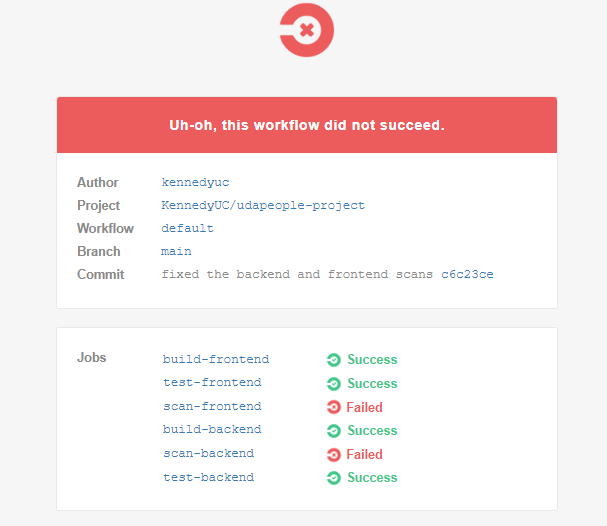 Uh-oh, this workflow did not succeed.
Author kennedyuc
Project KennedyUC/udapeople-project
Workflow default
Branch main
Commit fixed the backend and frontend scans c6c23ce
Jobs build-frontend Success
test-frontend Success
scan-frontend Failed
build-backend Success
scan-backend Failed
test-backend Success